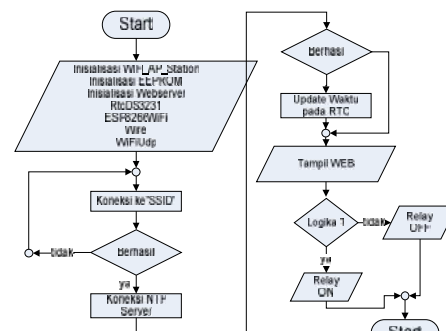 Start
Inisialisasi WIFI_AP_Station
Inisialisasi EEPROM
Inisialisasi Webserver
RtcDS3231
ESP8266WiFi
Wire
WiFiUdp
Koneksi ke"SSID"
Berhasil
tidak
ya
Koneksi NTP
Server
Berhasl
Update Waktu
pada RTC
Tampil WEB
Logika 1
tidak
Relay
OFF
ya
Relay
ON
Start